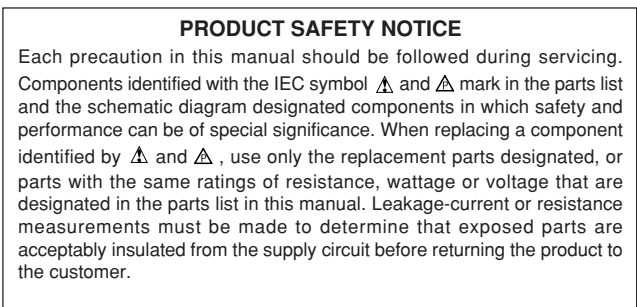 PRODUCT SAFETY NOTICE
Each precaution in this manual should be followed during servicing.
Components identified with the IEC symbol ⚠ and ⚠ mark in the parts list
and the schematic diagram designated components in which safety and
performance can be of special significance. When replacing a component
identified by ⚠ and ⚠ , use only the replacement parts designated, or
parts with the same ratings of resistance, wattage or voltage that are
designated in the parts list in this manual. Leakage-current or resistance
measurements must be made to determine that exposed parts are
acceptably insulated from the supply circuit before returning the product to
the customer.